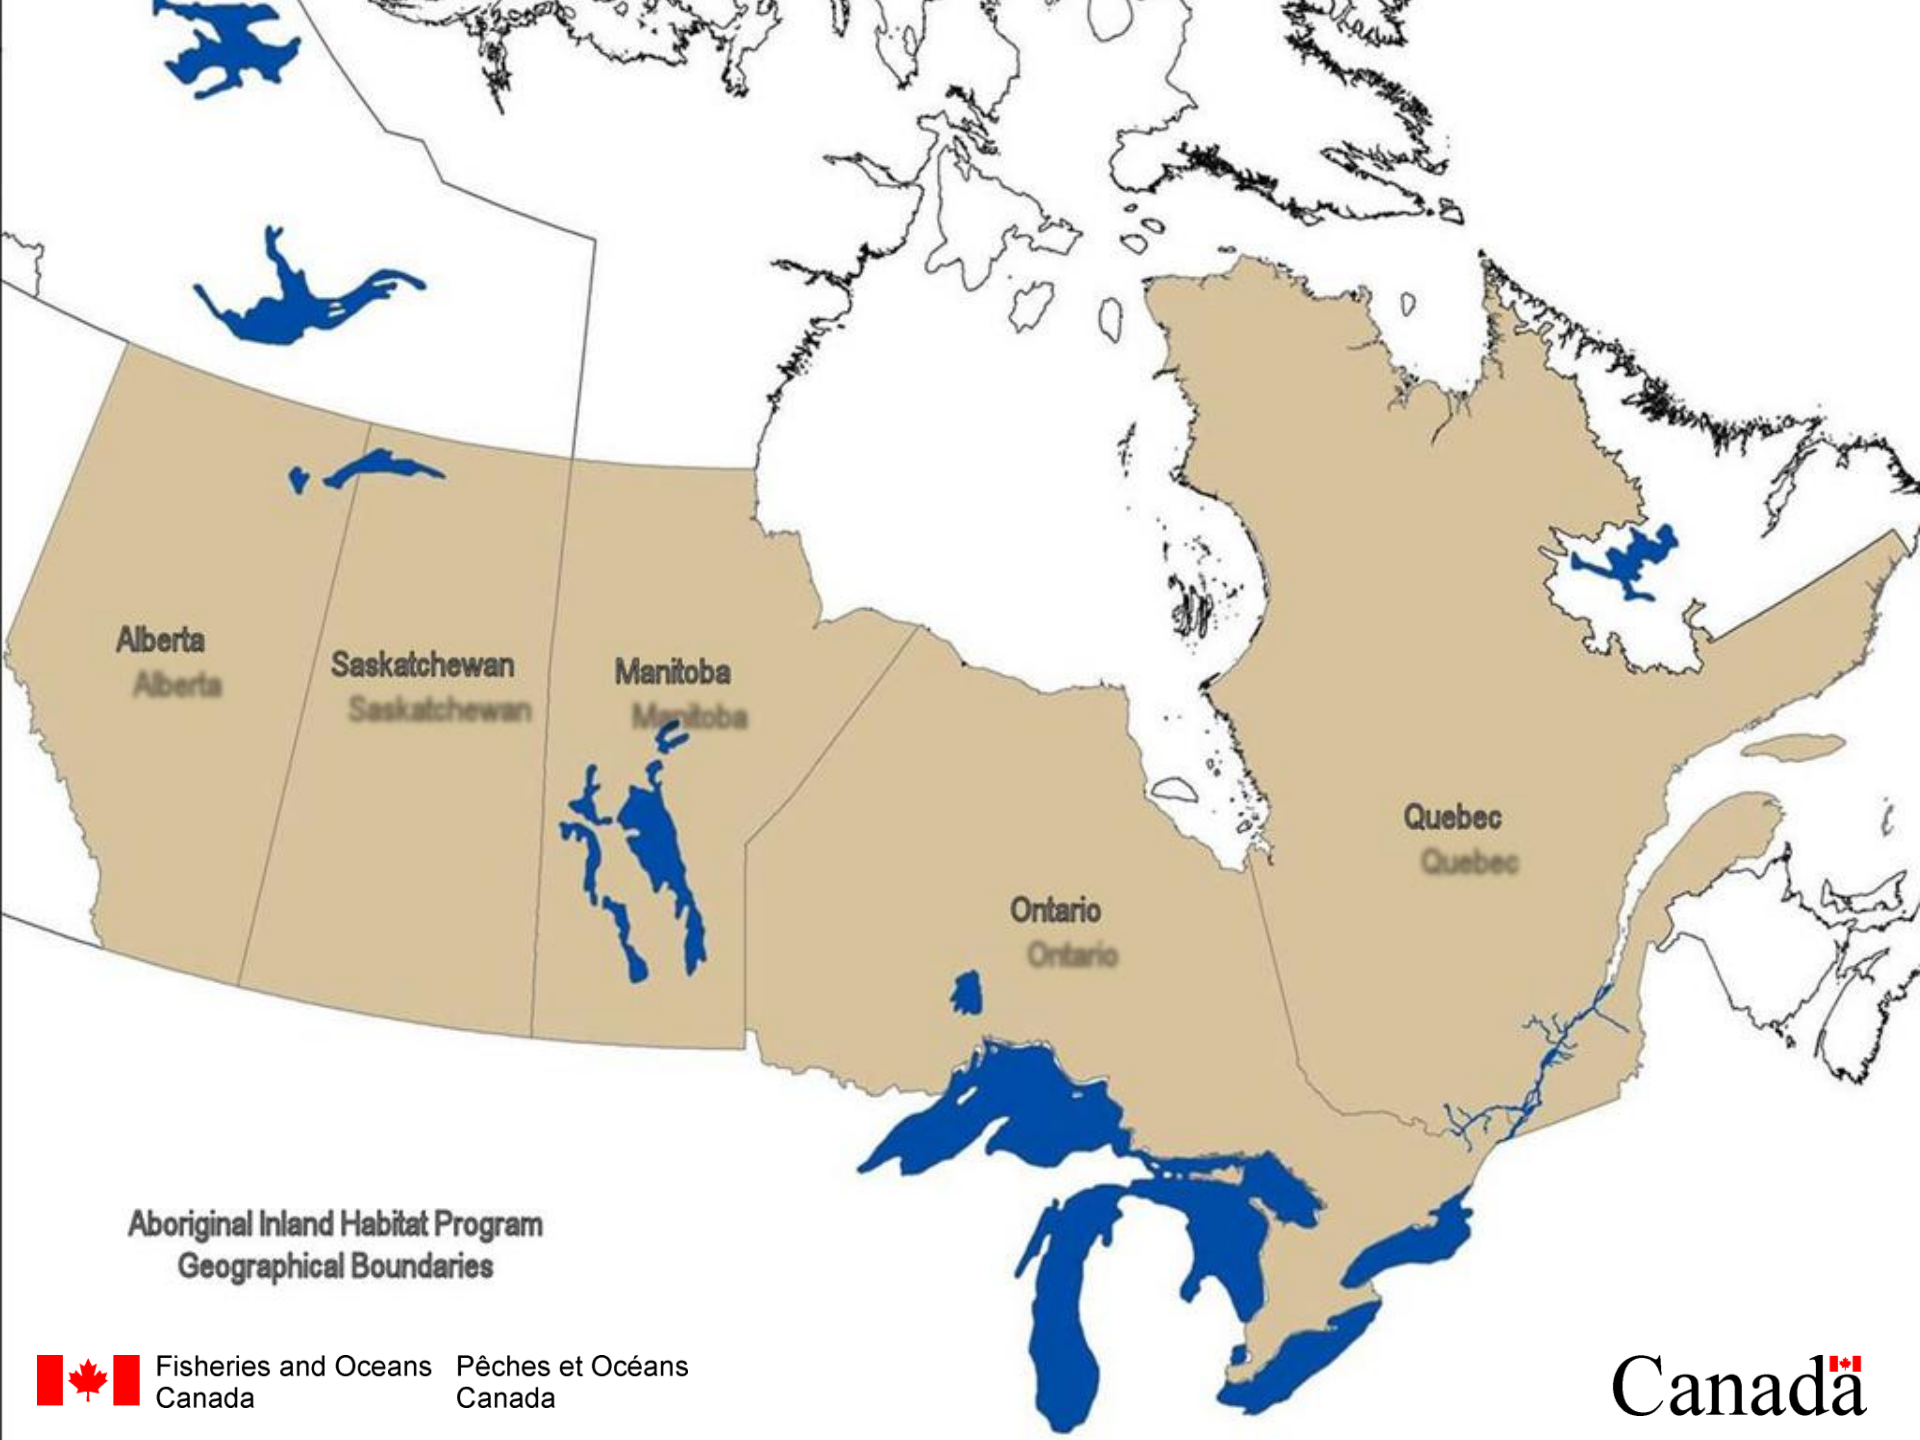 Alberta
Saskatchewan
Manitoba
Quebec
Ontario
Aboriginal Inland Habitat Program
Geographical Boundaries
Fisheries and Oceans
Canada
Pêches et Océans
Canada
Canada